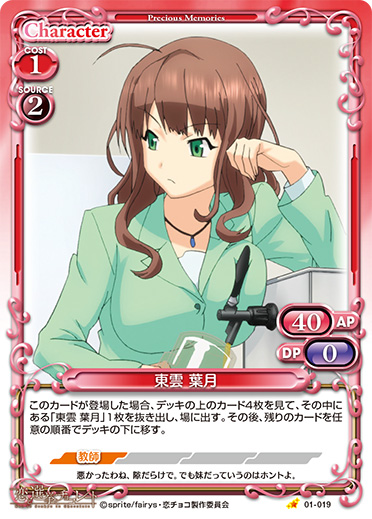 Precious Memories
Character
COST
1
SOURCE
2
40 AP
DP 0
東雲 葉月
このカードが登場した場合、デッキの上のカード4枚を見て、その中に
ある「東雲 葉月」1枚を抜き出し、場に出す。その後、残りのカードを任
意の順番でデッキの下に移す。
教師
悪かったわね、隙だらけで。でも妹だっていうのはホントよ。
恋と選挙とチョコレート
©sprite/fairys・恋チョコ製作委員会
01-019